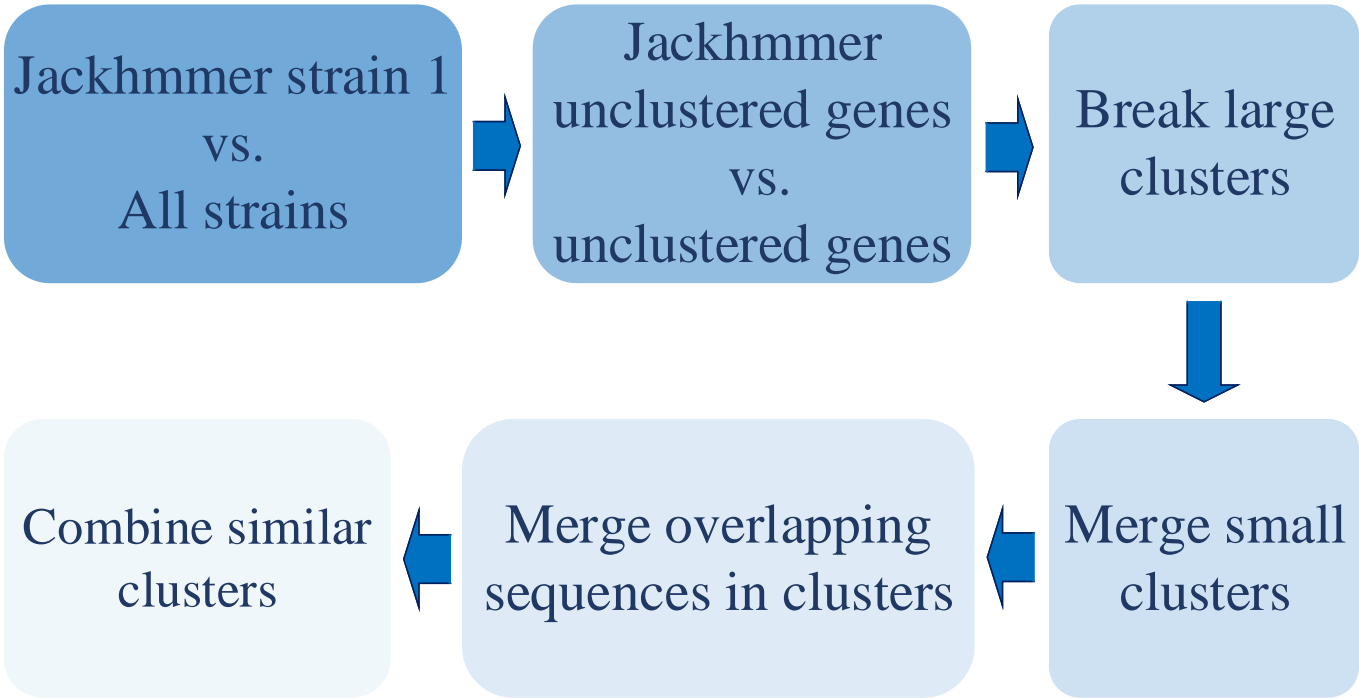 Jackhmmer strain 1
vs.
All strains
Jackhmmer
unclustered genes
vs.
unclustered genes
Break large
clusters
Merge small
clusters
Merge overlapping
sequences in clusters
Combine similar
clusters